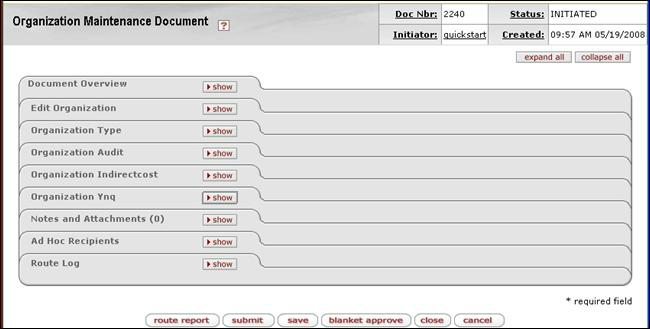 Organization Maintenance Document ?
Doc Nbr: 2240 Status: INITIATED
Initiator: quickstart Created: 09:57 AM 05/19/2008
expand all collapse all
Document Overview show
Edit Organization show
Organization Type show
Organization Audit show
Organization Indirectcost show
Organization Ynq show
Notes and Attachments (0) show
Ad Hoc Recipients show
Route Log show
* required field
route report submit save blanket approve close cancel